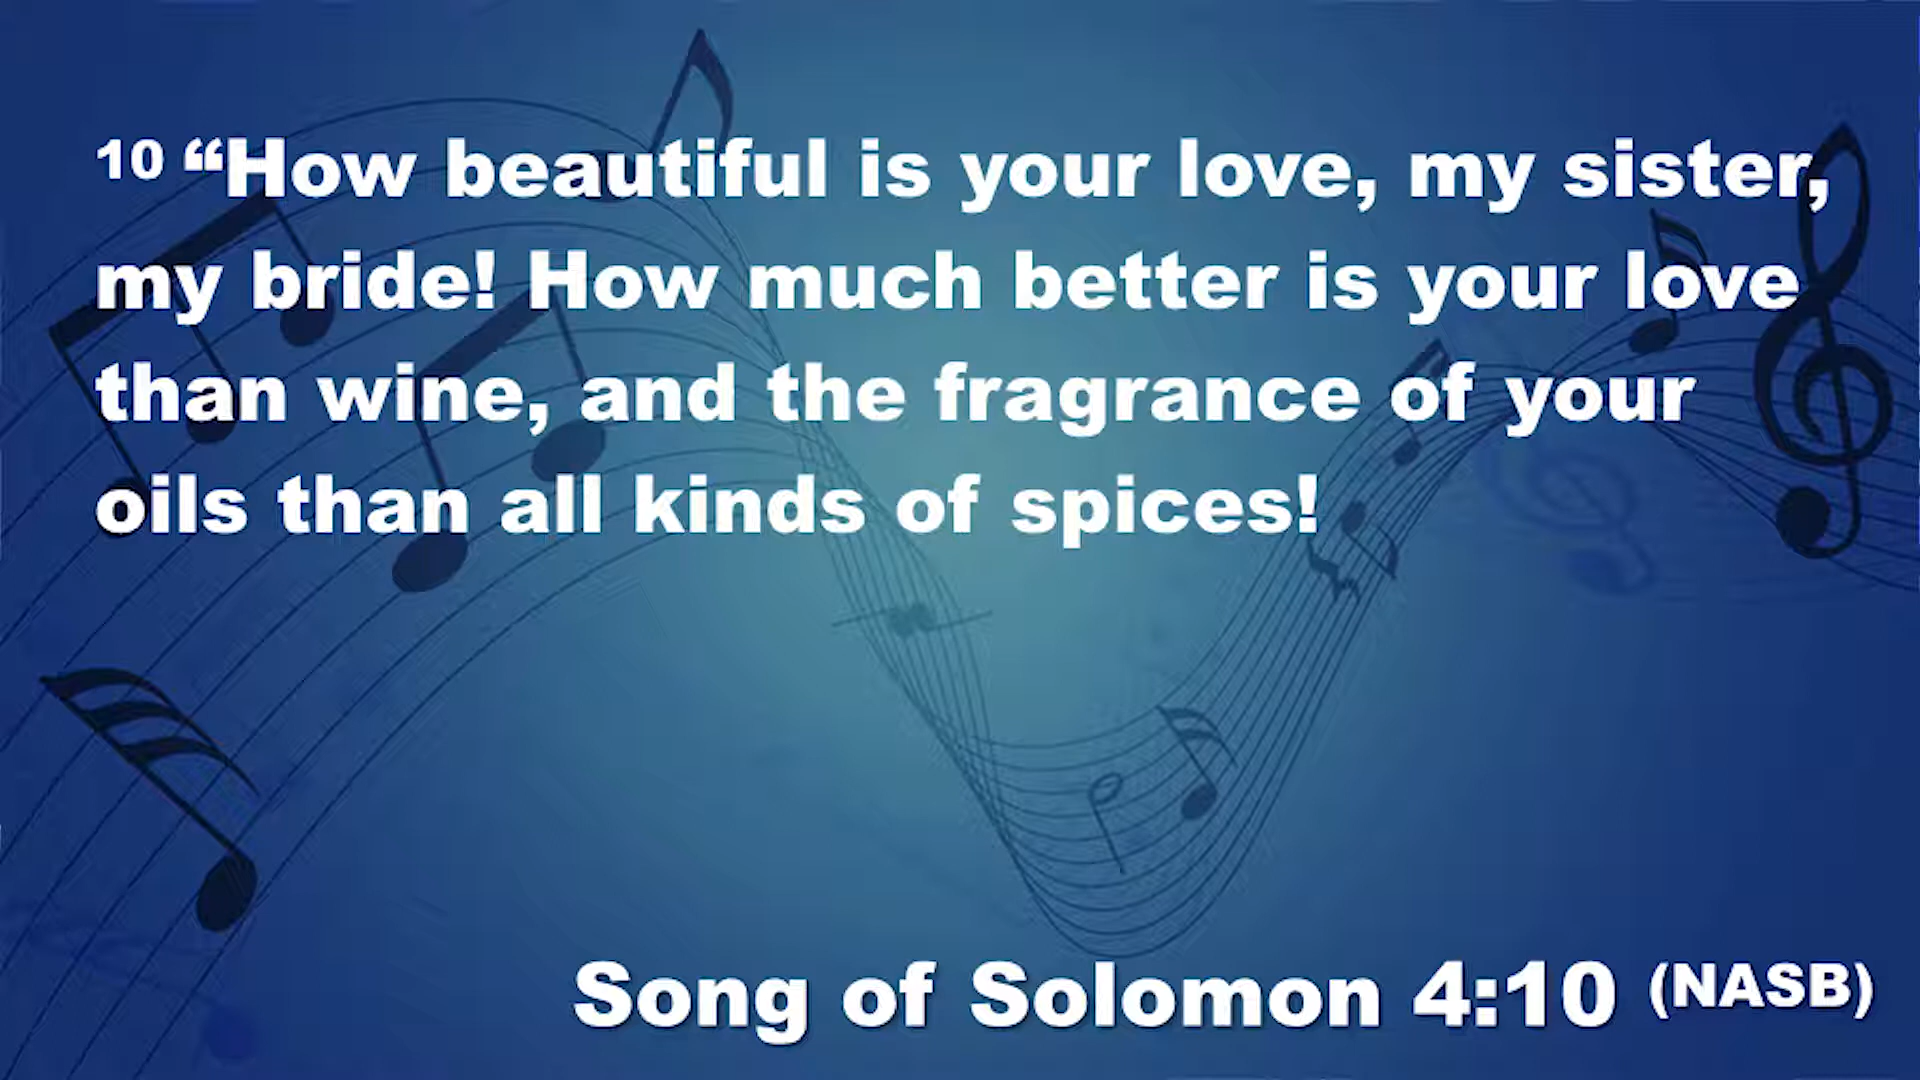 10 “How beautiful is your love, my sister,
my bride! How much better is your love
than wine, and the fragrance of your
oils than all kinds of spices!
Song of Solomon 4:10 (NASB)